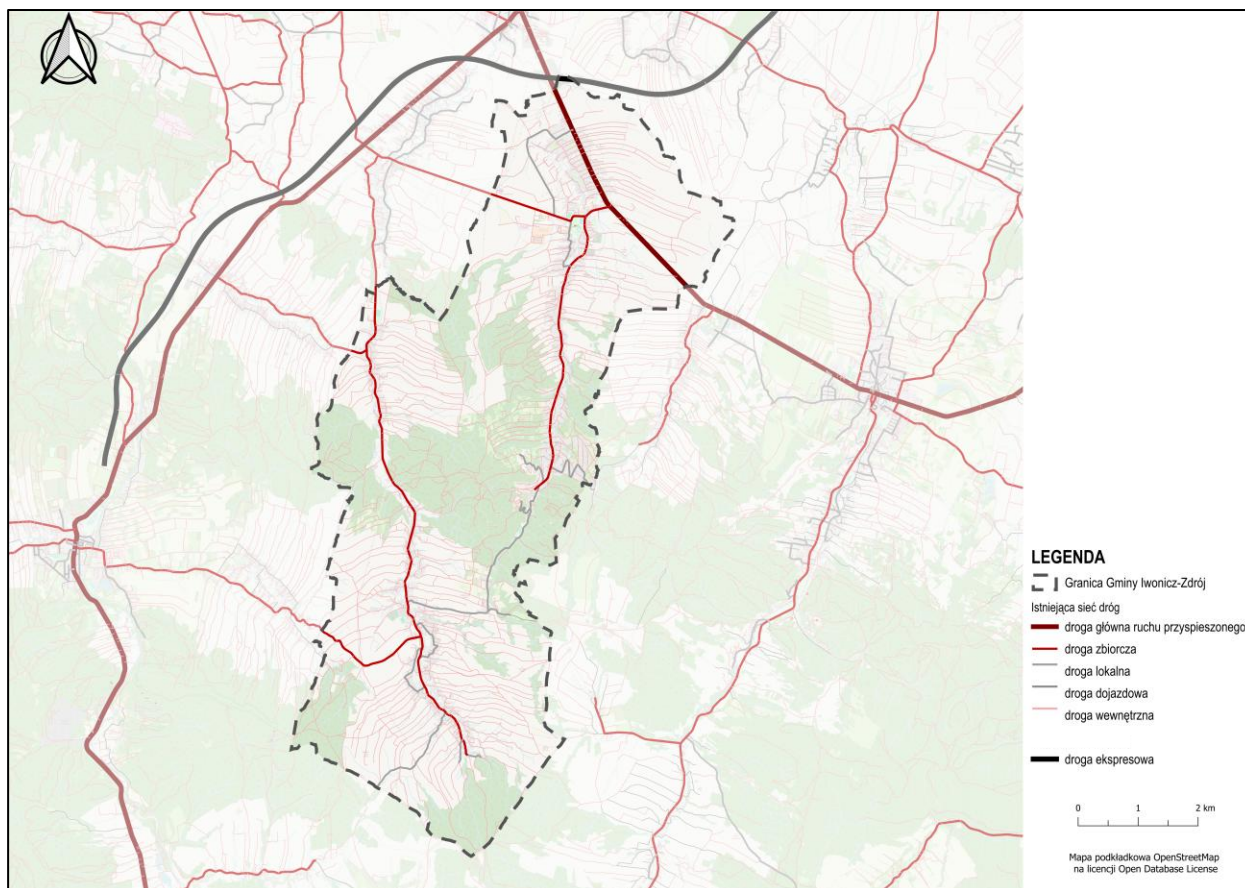 LEGENDA
Granica Gminy Iwonicz-Zdrój
Istniejąca sieć dróg
droga główna ruchu przyspieszonego
droga zbiorcza
droga lokalna
droga dojazdowa
droga wewnętrzna
droga ekspresowa
0 1 2 km
Mapa podkładkowa OpenStreetMap
na licencji Open Database License